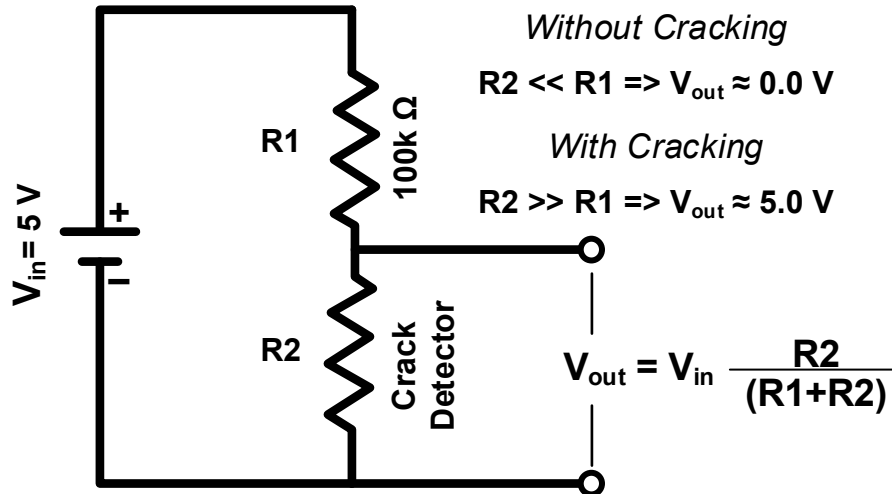 Without Cracking
R2 << R1 => Vout ≈ 0.0 V
With Cracking
R2 >> R1 => Vout ≈ 5.0 V
R1
100k Ω
Vin= 5 V
+
−
R2
Crack
Detector
Vout = Vin R2
(R1+R2)